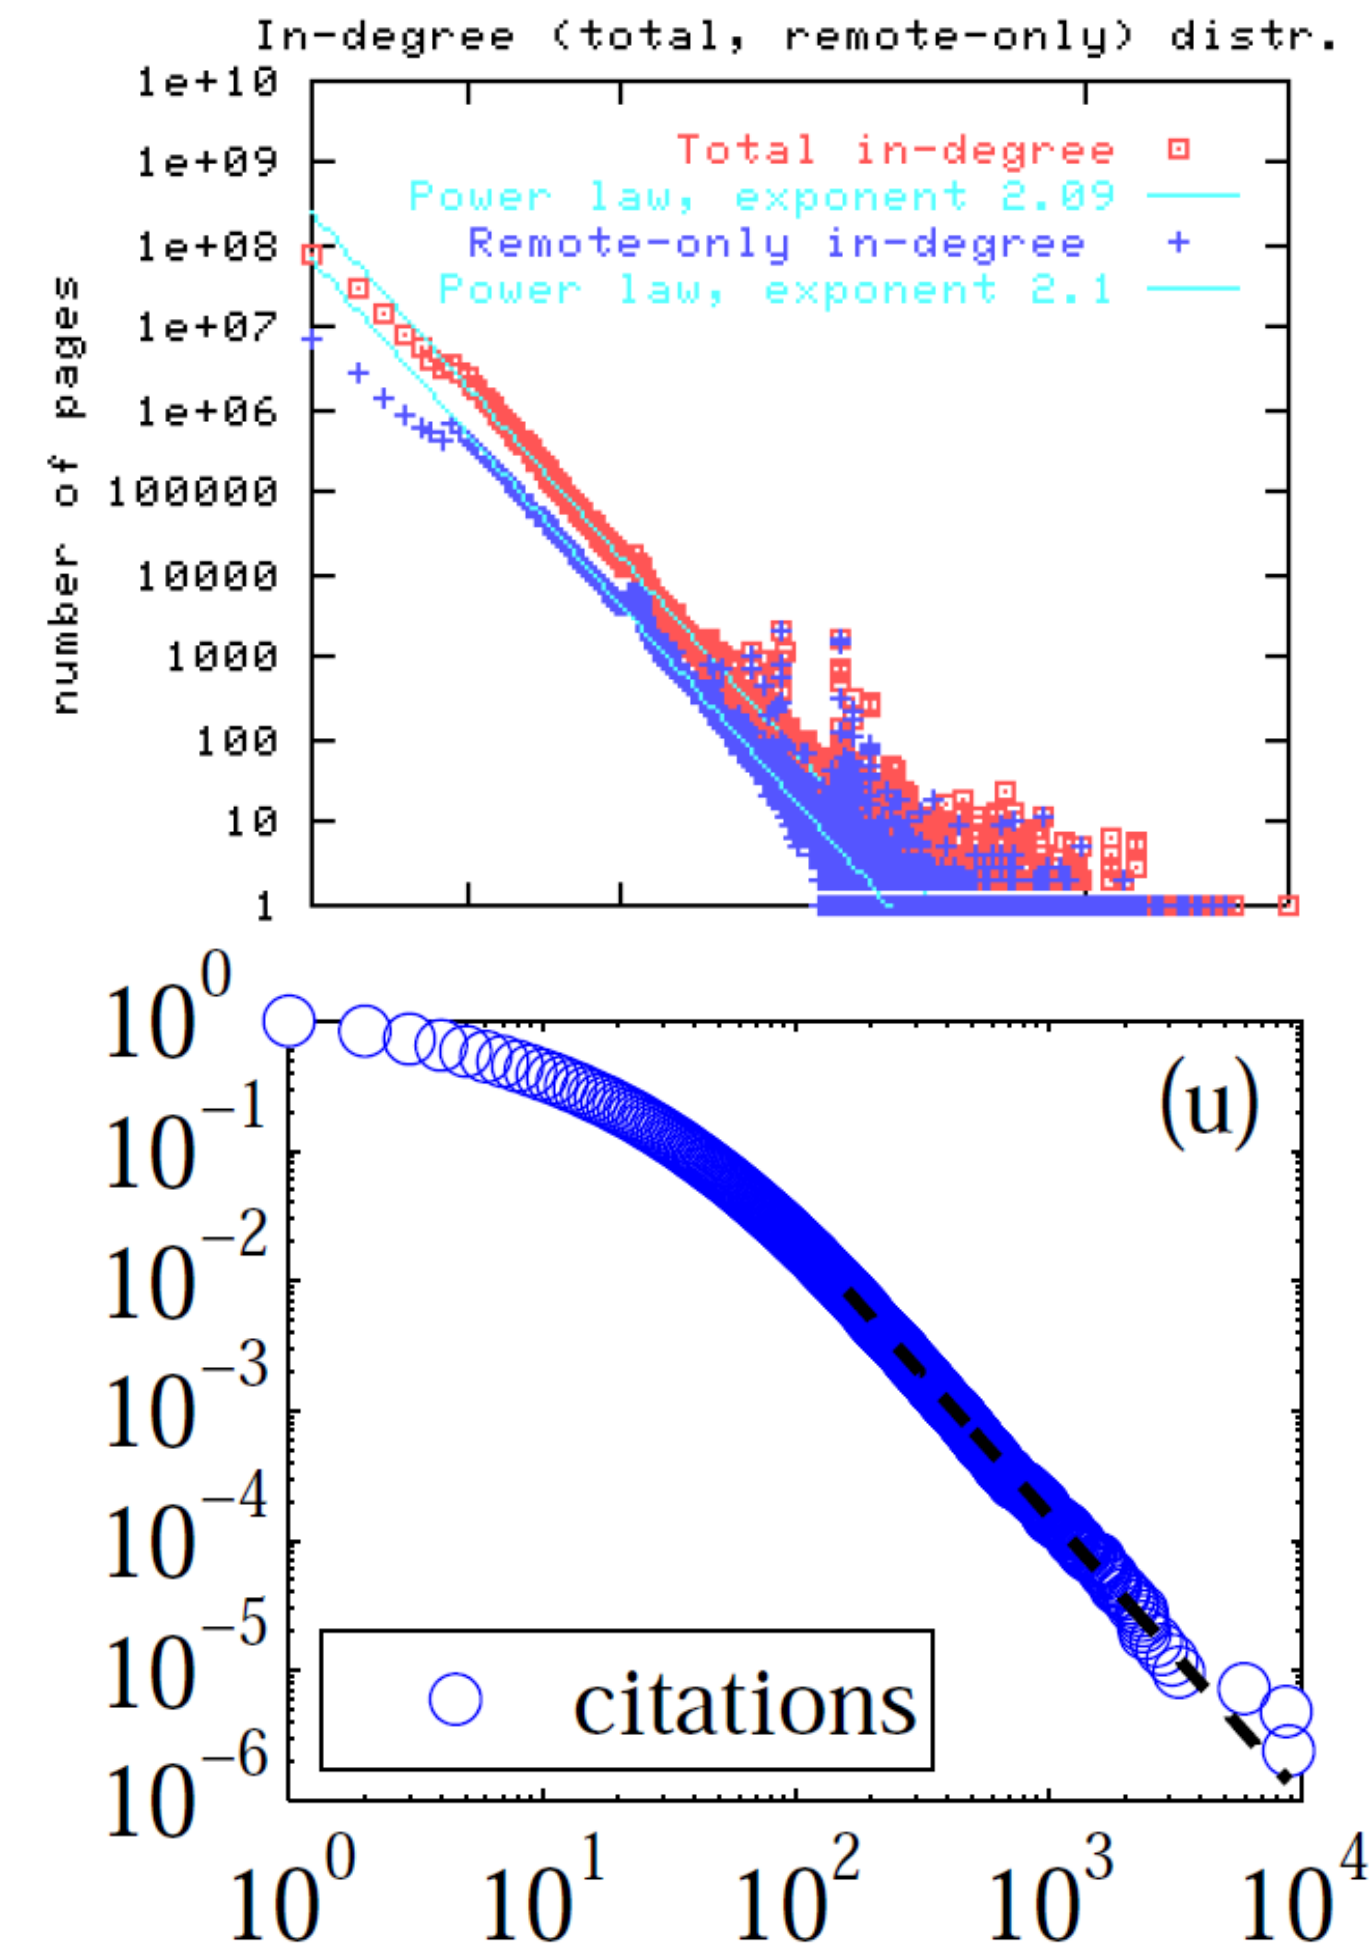 In-degree (total, remote-only) distr.
1e+10
1e+09
1e+08
1e+07
1e+06
100000
10000
1000
100
10
1
number of pages
Total in-degree
Power law, exponent 2.09
Remote-only in-degree
Power law, exponent 2.1
10^0
10^-1
10^-2
10^-3
10^-4
10^-5
10^-6
(u)
citations
10^0 10^1 10^2 10^3 10^4